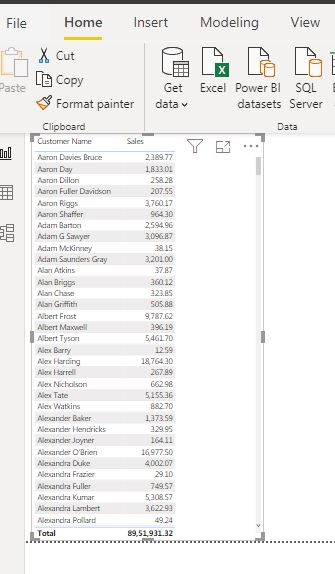 File Home Insert Modeling View
Paste
Cut
Copy
Format painter
Clipboard
Get data
Excel
Power BI datasets
SQL Server
Data
Customer Name Sales
Aaron Davies Bruce 2,389.77
Aaron Day 1,833.01
Aaron Dillon 258.28
Aaron Fuller Davidson 207.55
Aaron Riggs 3,760.17
Aaron Shaffer 964.30
Adam Barton 2,594.96
Adam G Sawyer 3,096.87
Adam McKinney 38.15
Adam Saunders Gray 3,201.00
Alan Atkins 37.87
Alan Briggs 360.12
Alan Chase 323.85
Alan Griffith 505.88
Albert Frost 9,787.62
Albert Maxwell 396.19
Albert Tyson 5,461.70
Alex Barry 12.59
Alex Harding 18,764.30
Alex Harrell 267.89
Alex Nicholson 662.98
Alex Tate 5,155.36
Alex Watkins 882.70
Alexander Baker 1,373.59
Alexander Hendricks 329.95
Alexander Joyner 164.11
Alexander O'Brien 16,977.50
Alexandra Duke 4,002.07
Alexandra Frazier 29.10
Alexandra Fuller 749.57
Alexandra Kumar 5,308.57
Alexandra Lambert 3,622.93
Alexandra Pollard 49.24
Total 89,51,931.32